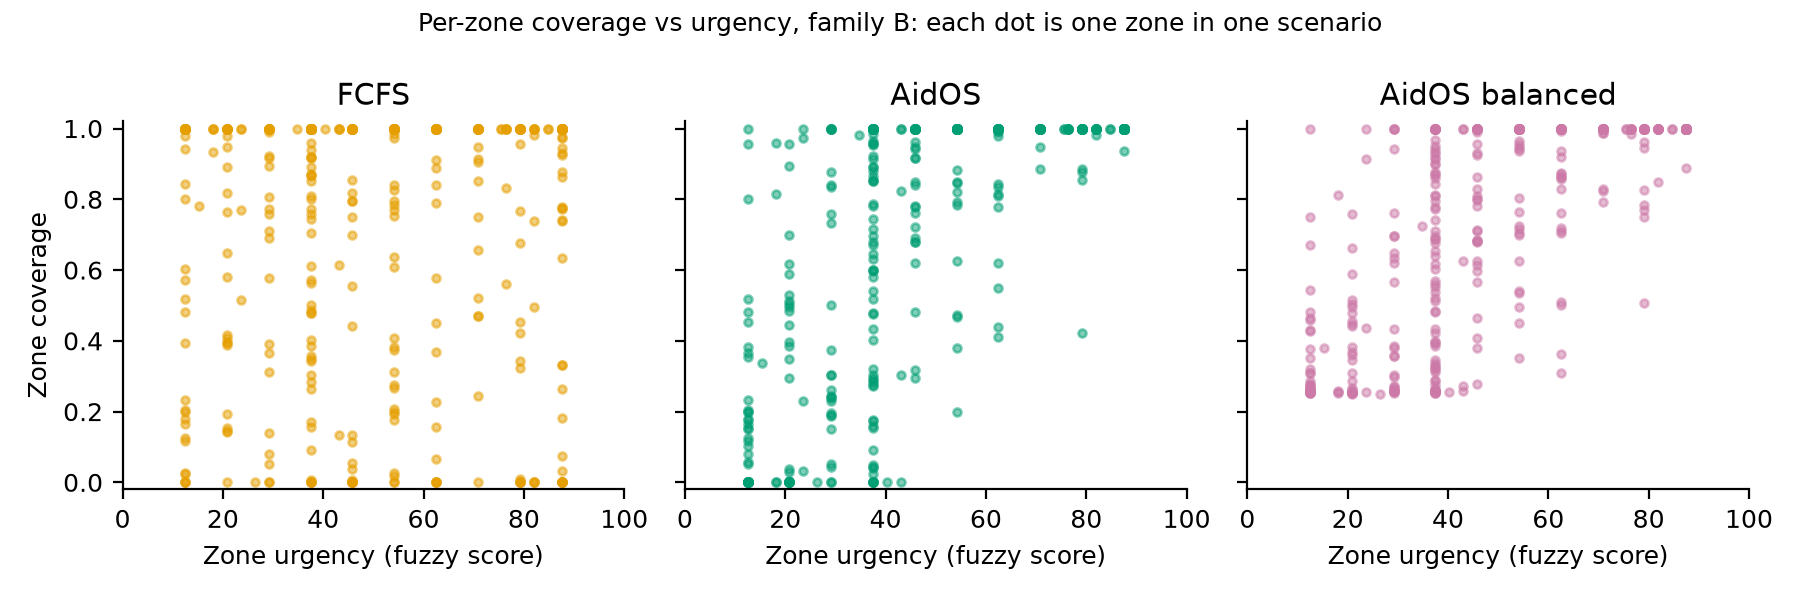 Per-zone coverage vs urgency, family B: each dot is one zone in one scenario
FCFS
AidOS
AidOS balanced
Zone coverage
1.0
0.8
0.6
0.4
0.2
0.0
0 20 40 60 80 100
0 20 40 60 80 100
0 20 40 60 80 100
Zone urgency (fuzzy score)
Zone urgency (fuzzy score)
Zone urgency (fuzzy score)